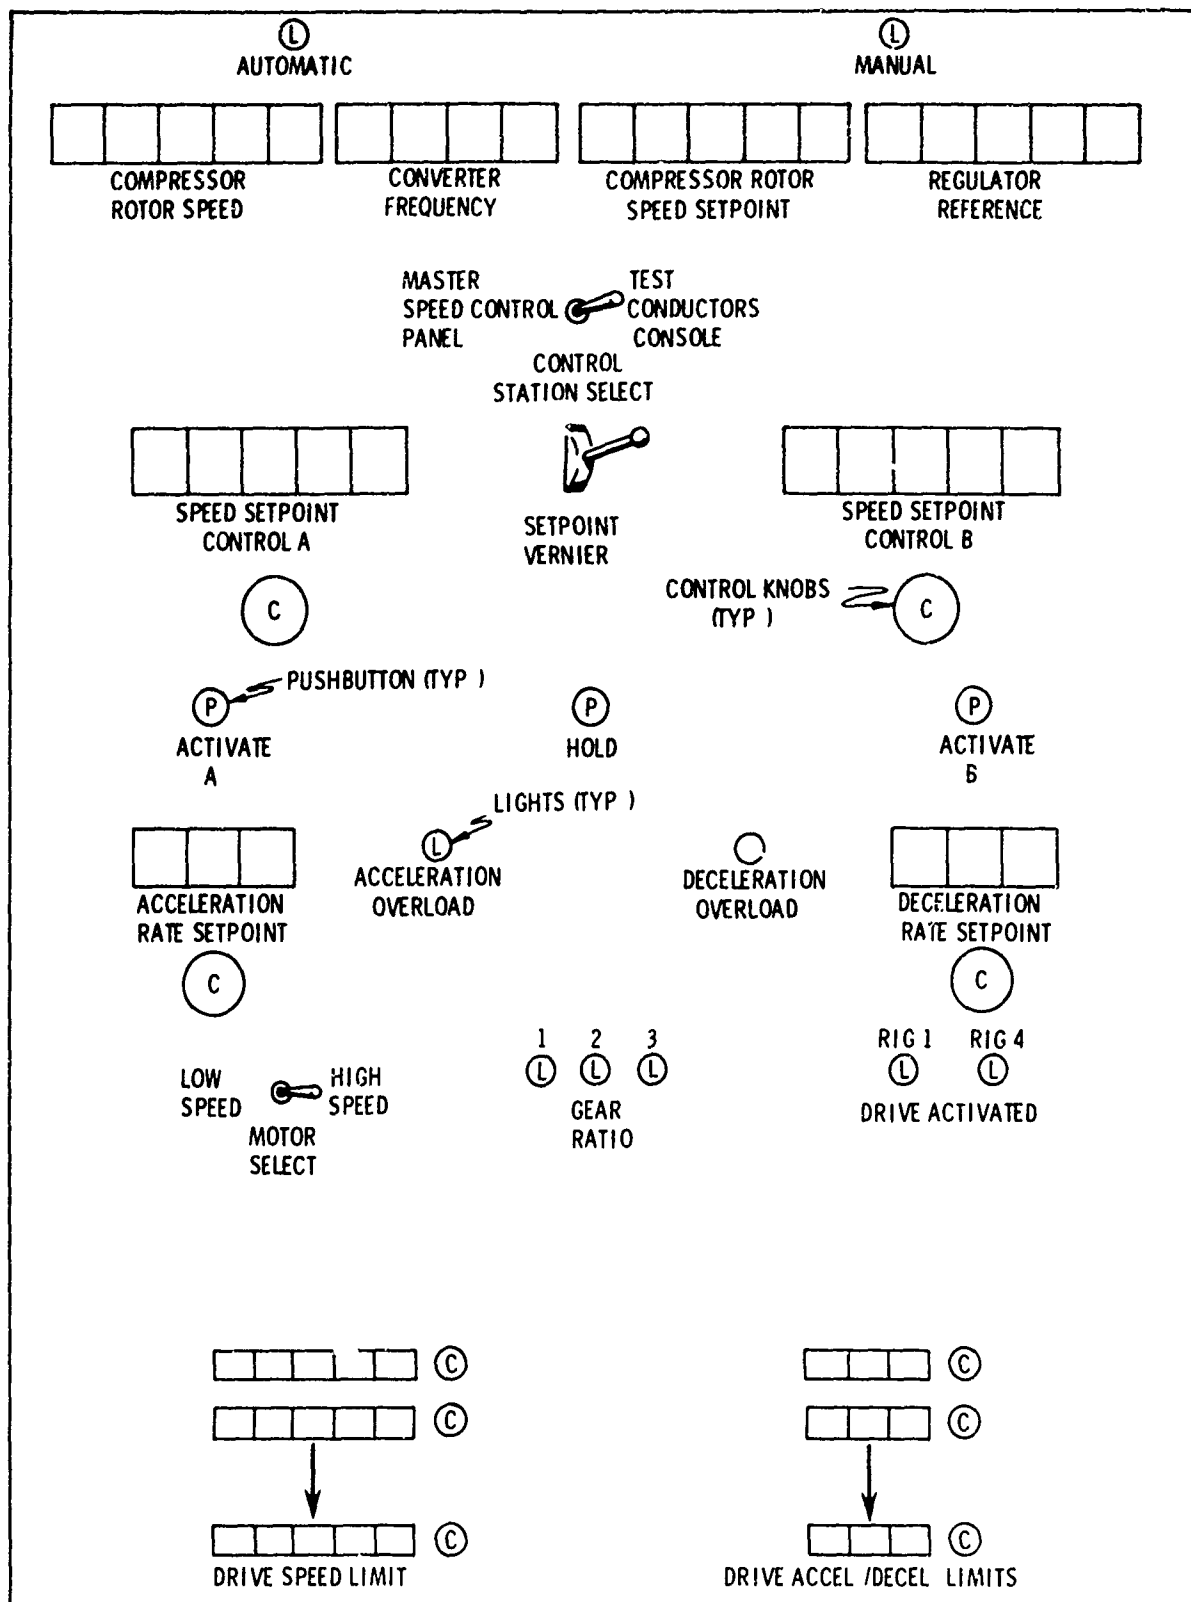 L L
AUTOMATIC MANUAL
COMPRESSOR ROTOR SPEED
CONVERTER FREQUENCY
COMPRESSOR ROTOR SPEED SETPOINT
REGULATOR REFERENCE
MASTER SPEED CONTROL PANEL
TEST CONDUCTORS CONSOLE
CONTROL
STATION SELECT
SPEED SETPOINT
CONTROL A
SETPOINT
VERNIER
SPEED SETPOINT
CONTROL B
C
CONTROL KNOBS
(TYP )
C
P
PUSHBUTTON (TYP )
P
P
ACTIVATE
A
HOLD
ACTIVATE
B
LIGHTS (TYP )
L
ACCELERATION
OVERLOAD
DECELERATION
OVERLOAD
ACCELERATION
RATE SETPOINT
DECELERATION
RATE SETPOINT
C
C
1 2 3
L L L
GEAR
RATIO
RIG 1 RIG 4
L L
DRIVE ACTIVATED
LOW
SPEED
HIGH
SPEED
MOTOR
SELECT
C
C
C
C
C
C
DRIVE SPEED LIMIT
DRIVE ACCEL /DECEL LIMITS